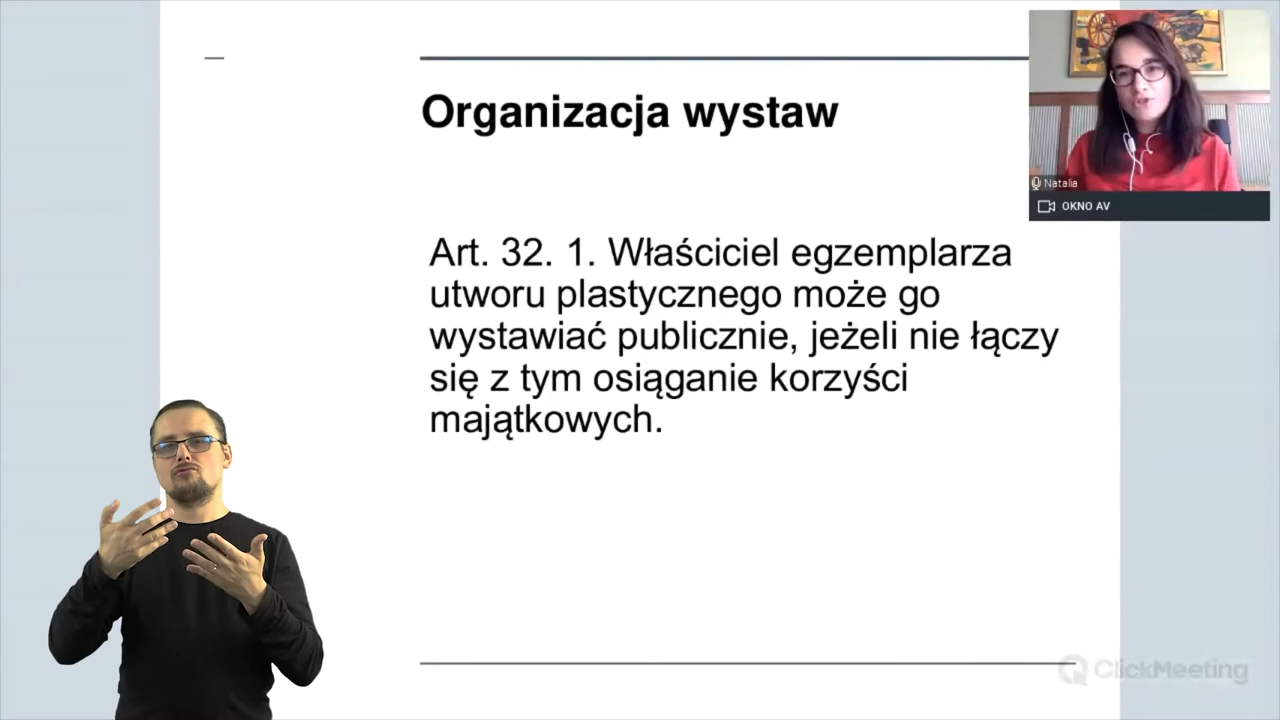 Organizacja wystaw
Natalia
OKNO AV
Art. 32. 1. Właściciel egzemplarza
utworu plastycznego może go
wystawiać publicznie, jeżeli nie łączy
się z tym osiąganie korzyści
majątkowych.
ClickMeeting